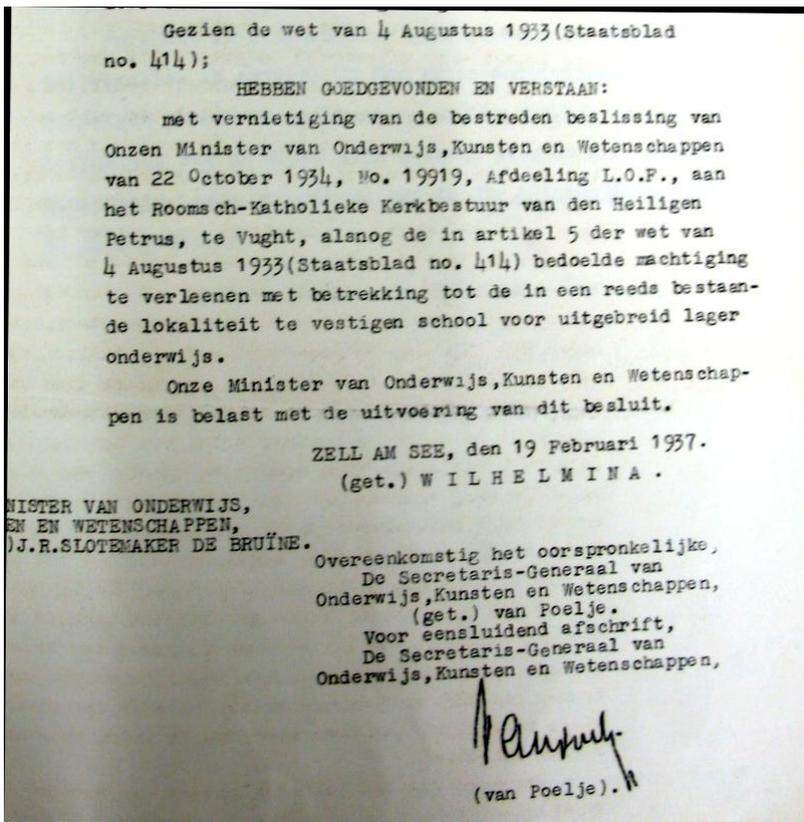 Gezien de wet van 4 Augustus 1933(Staatsblad
no. 414);
HEBBEN GOEDGEVONDEN EN VERSTAAN:
met vernietiging van de bestreden beslissing van
Onzen Minister van Onderwijs,Kunsten en Wetenschappen
van 22 October 1934, No. 19919, Afdeeling L.O.F., aan
het Roomsch-Katholieke Kerkbestuur van den Heiligen
Petrus, te Vught, alsnog de in artikel 5 der wet van
4 Augustus 1933(Staatsblad no. 414) bedoelde machtiging
te verleenen met betrekking tot de in een reeds bestaan-
de lokaliteit te vestigen school voor uitgebreid lager
onderwijs.
Onze Minister van Onderwijs,Kunsten en Wetenschap-
pen is belast met de uitvoering van dit besluit.
ZELL AM SEE, den 19 Februari 1937.
(get.) W I L H E L M I N A .
NISTER VAN ONDERWIJS,
EN EN WETENSCHAPPEN,
)J.R.SLOTEMAKER DE BRUÏNE.
Overeenkomstig het oorspronkelijke,
De Secretaris-Generaal van
Onderwijs,Kunsten en Wetenschappen,
(get.) van Poelje.
Voor eensluidend afschrift,
De Secretaris-Generaal van
Onderwijs,Kunsten en Wetenschappen,
(van Poelje).